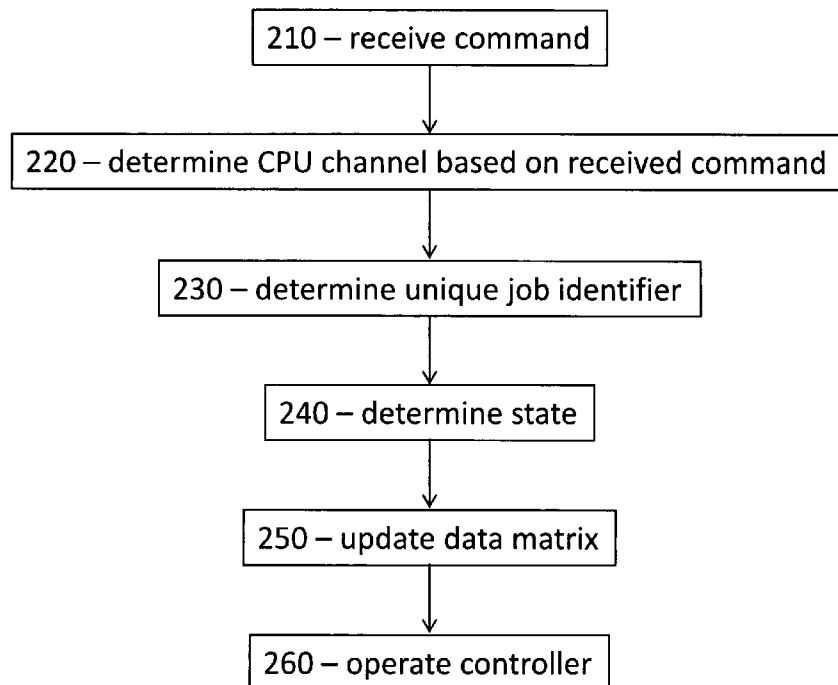 210 – receive command
220 – determine CPU channel based on received command
230 – determine unique job identifier
240 – determine state
250 – update data matrix
260 – operate controller